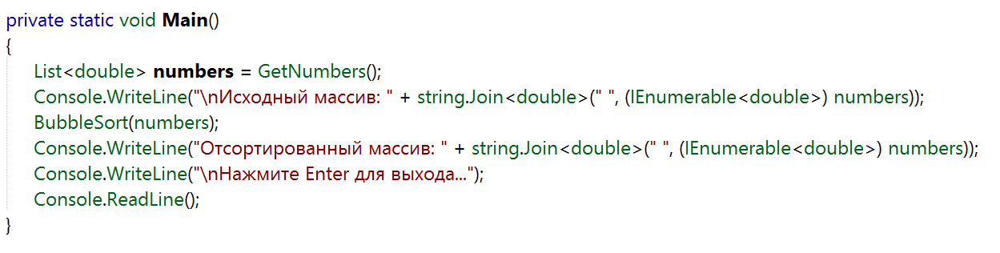 private static void Main()
{
List<double> numbers = GetNumbers();
Console.WriteLine("\nИсходный массив: " + string.Join<double>(" ", (IEnumerable<double>) numbers));
BubbleSort(numbers);
Console.WriteLine("Отсортированный массив: " + string.Join<double>(" ", (IEnumerable<double>) numbers));
Console.WriteLine("\nНажмите Enter для выхода...");
Console.ReadLine();
}